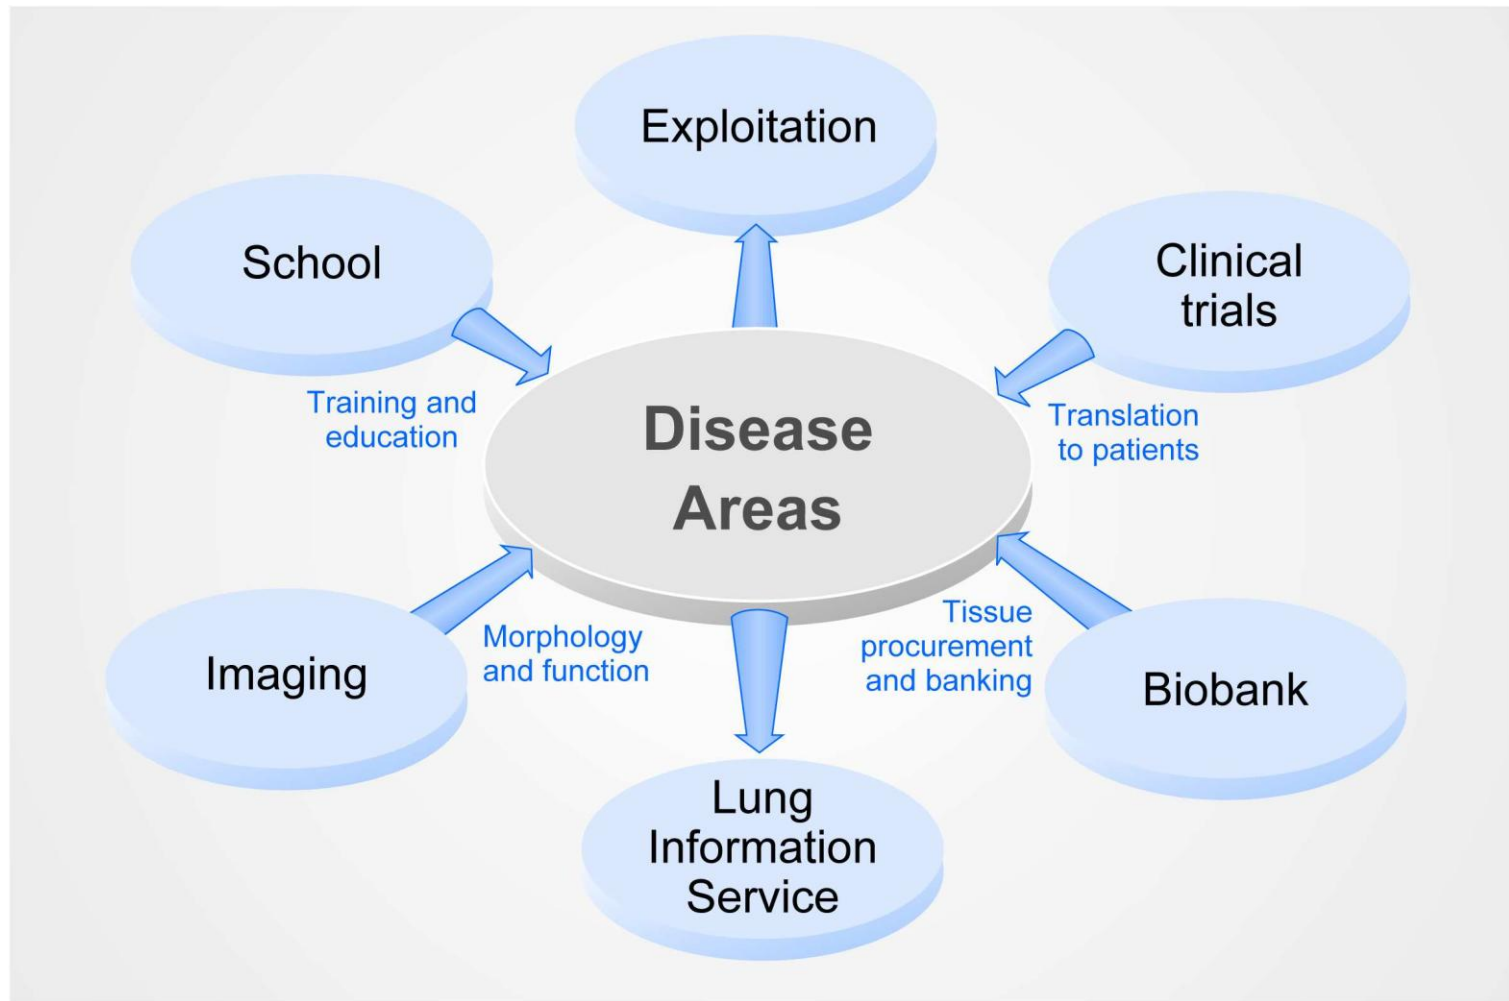 Exploitation
School
Clinical
trials
Training and
education
Disease
Areas
Translation
to patients
Imaging
Morphology
and function
Tissue
procurement
and banking
Biobank
Lung
Information
Service